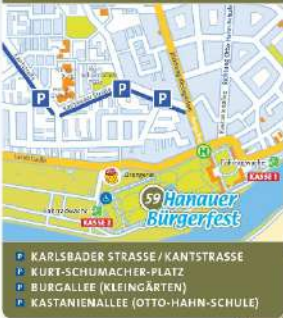 P
P
P
P
H
KASSE 1
59 Hanauer
Bürgerfest
KASSE 2
P KARLSBADER STRASSE / KANTSTRASSE
P KURT-SCHUMACHER-PLATZ
P BURGALLEE (KLEINGÄRTEN)
P KASTANIENALLEE (OTTO-HAHN-SCHULE)